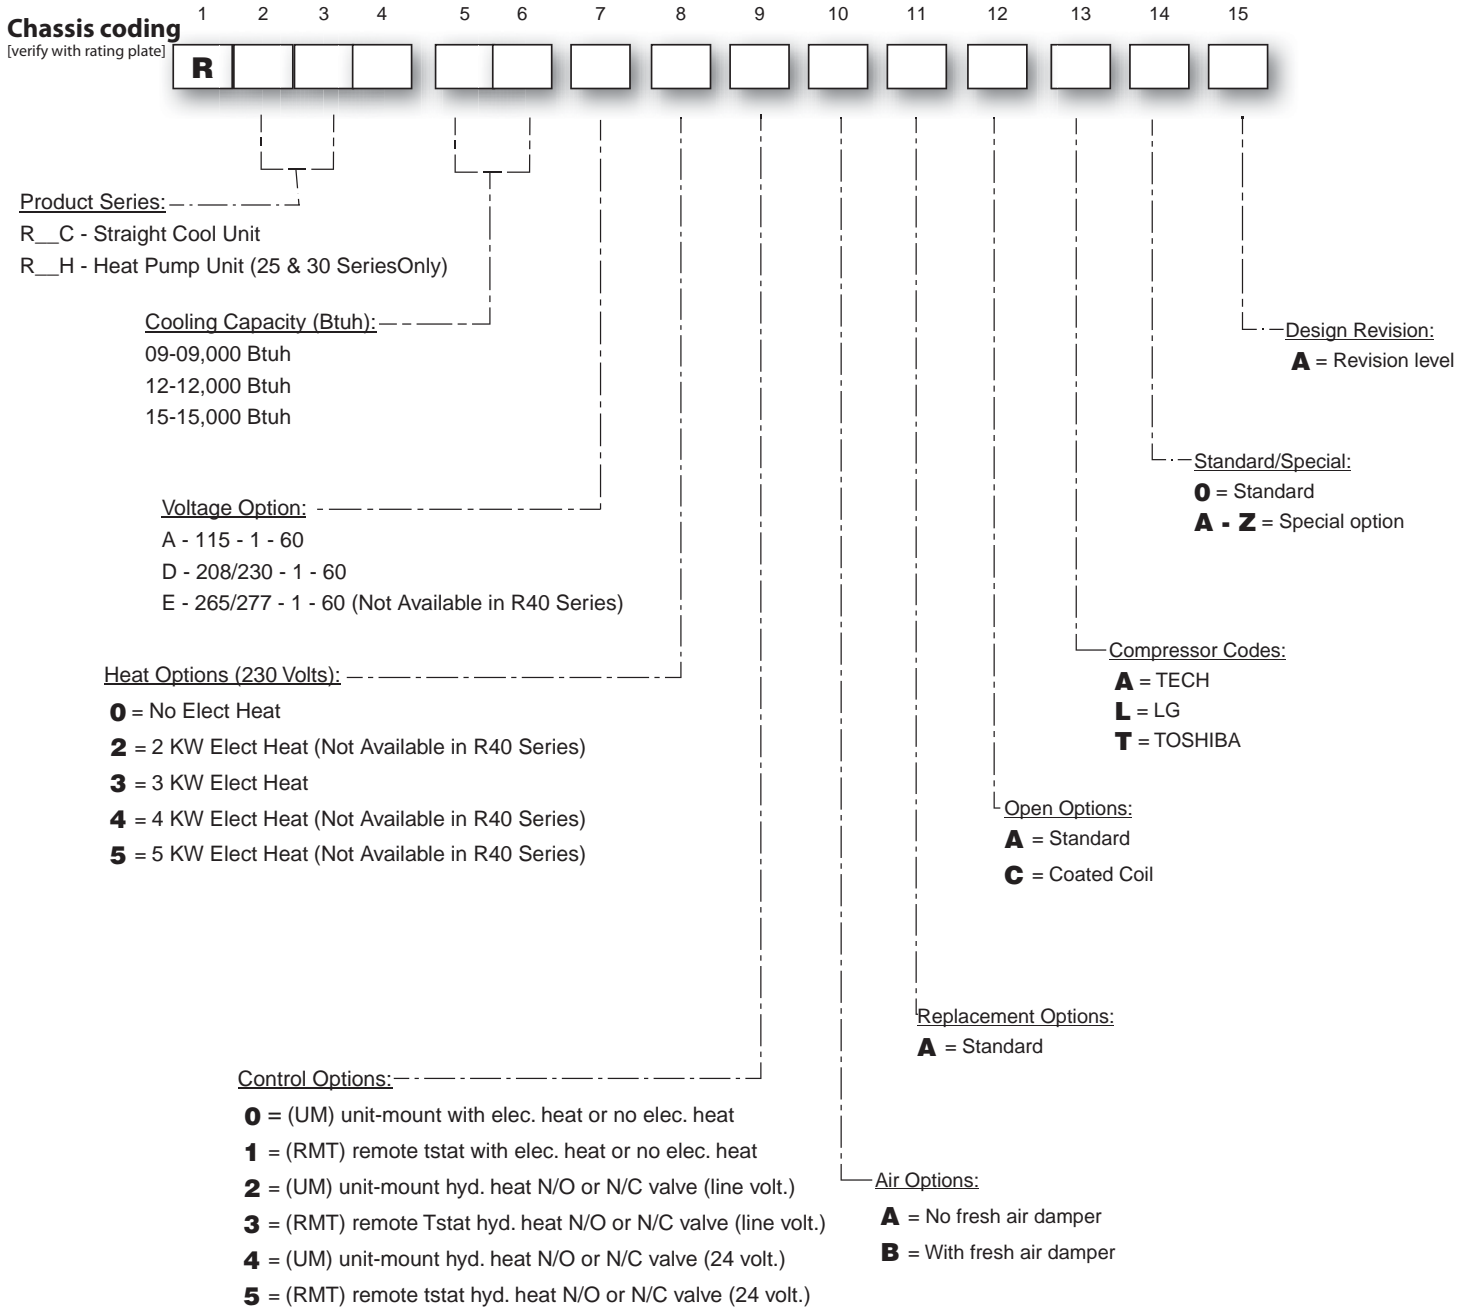 1 2 3 4 5 6 7 8 9 10 11 12 13 14 15
Chassis coding
[verify with rating plate]
R
Product Series:
R__C - Straight Cool Unit
R__H - Heat Pump Unit (25 & 30 SeriesOnly)
Cooling Capacity (Btuh):
09-09,000 Btuh
12-12,000 Btuh
15-15,000 Btuh
Voltage Option:
A - 115 - 1 - 60
D - 208/230 - 1 - 60
E - 265/277 - 1 - 60 (Not Available in R40 Series)
Heat Options (230 Volts):
0 = No Elect Heat
2 = 2 KW Elect Heat (Not Available in R40 Series)
3 = 3 KW Elect Heat
4 = 4 KW Elect Heat (Not Available in R40 Series)
5 = 5 KW Elect Heat (Not Available in R40 Series)
Control Options:
0 = (UM) unit-mount with elec. heat or no elec. heat
1 = (RMT) remote tstat with elec. heat or no elec. heat
2 = (UM) unit-mount hyd. heat N/O or N/C valve (line volt.)
3 = (RMT) remote Tstat hyd. heat N/O or N/C valve (line volt.)
4 = (UM) unit-mount hyd. heat N/O or N/C valve (24 volt.)
5 = (RMT) remote tstat hyd. heat N/O or N/C valve (24 volt.)
Air Options:
A = No fresh air damper
B = With fresh air damper
Replacement Options:
A = Standard
Open Options:
A = Standard
C = Coated Coil
Compressor Codes:
A = TECH
L = LG
T = TOSHIBA
Standard/Special:
0 = Standard
A - Z = Special option
Design Revision:
A = Revision level